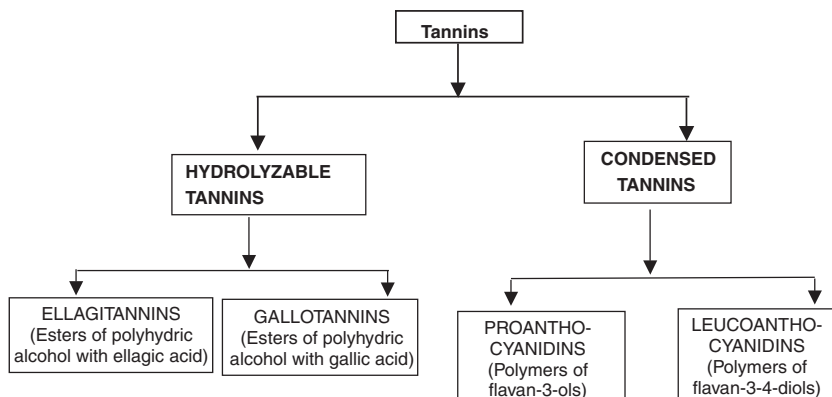 Tannins
HYDROLYZABLE
TANNINS
CONDENSED
TANNINS
ELLAGITANNINS
(Esters of polyhydric
alcohol with ellagic acid)
GALLOTANNINS
(Esters of polyhydric
alcohol with gallic acid)
PROANTHO-
CYANIDINS
(Polymers of
flavan-3-ols)
LEUCOANTHO-
CYANIDINS
(Polymers of
flavan-3-4-diols)